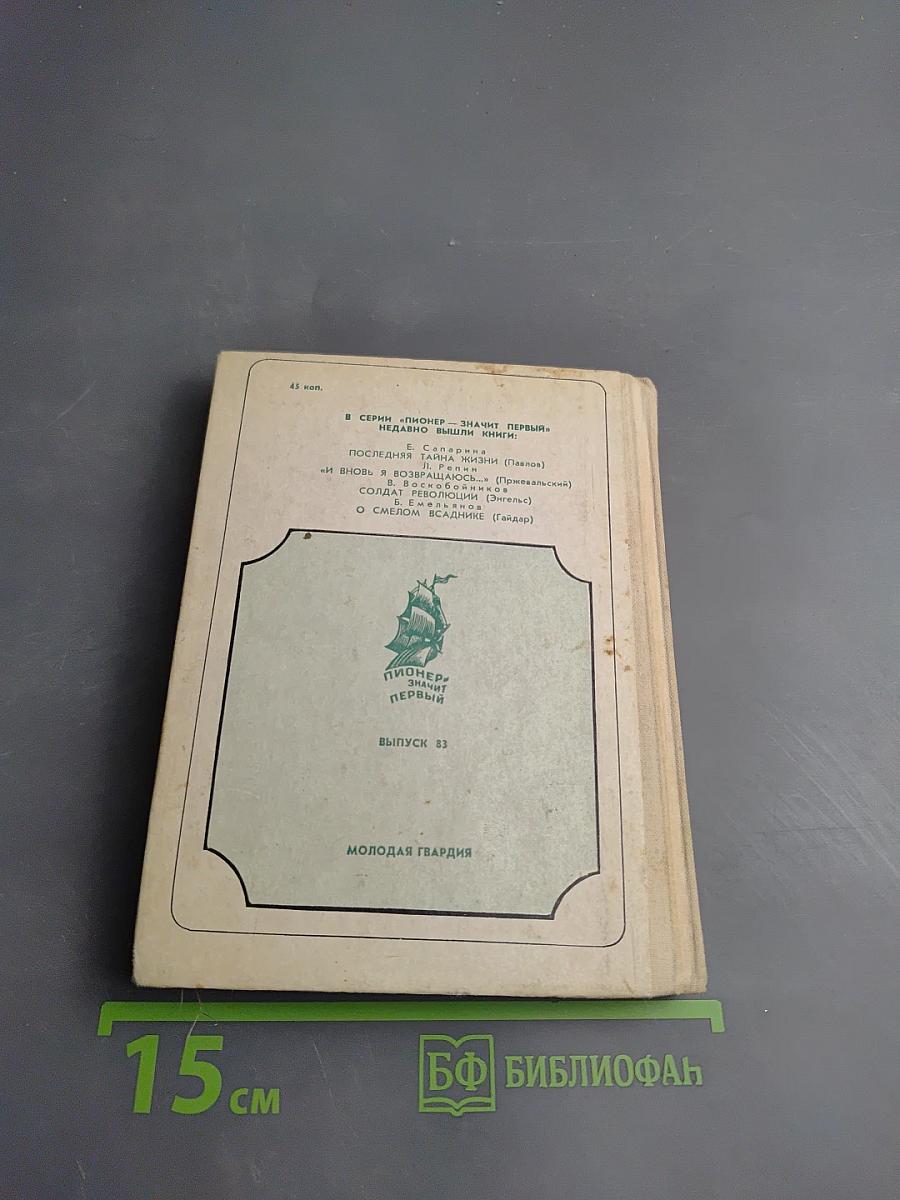 45 коп.
В СЕРИИ «ПИОНЕР — ЗНАЧИТ ПЕРВЫЙ»
НЕДАВНО ВЫШЛИ КНИГИ:
Е. Сапарина
ПОСЛЕДНЯЯ ТАЙНА ЖИЗНИ (Павлов)
Л. Репин
«И ВНОВЬ Я ВОЗВРАЩАЮСЬ...» (Пржевальский)
В. Воскобойников
СОЛДАТ РЕВОЛЮЦИИ (Энгельс)
Б. Емельянов
О СМЕЛОМ ВСАДНИКЕ (Гайдар)
ПИОНЕР-
ЗНАЧИТ
ПЕРВЫЙ
ВЫПУСК 83
МОЛОДАЯ ГВАРДИЯ
15 см
БФ БИБЛИОФАН